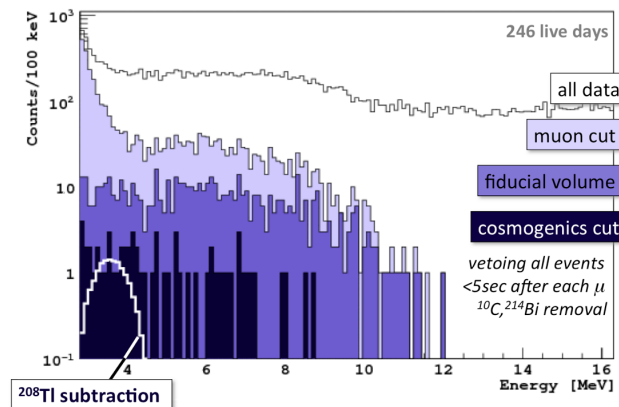 10³
246 live days
Counts/100 keV
all data
10²
muon cut
fiducial volume
10
cosmogenics cut
vetoing all events
<5sec after each μ
¹⁰C,²¹⁴Bi removal
1
10⁻¹
4 6 8 10 12 14 16
Energy [MeV]
²⁰⁸Tl subtraction